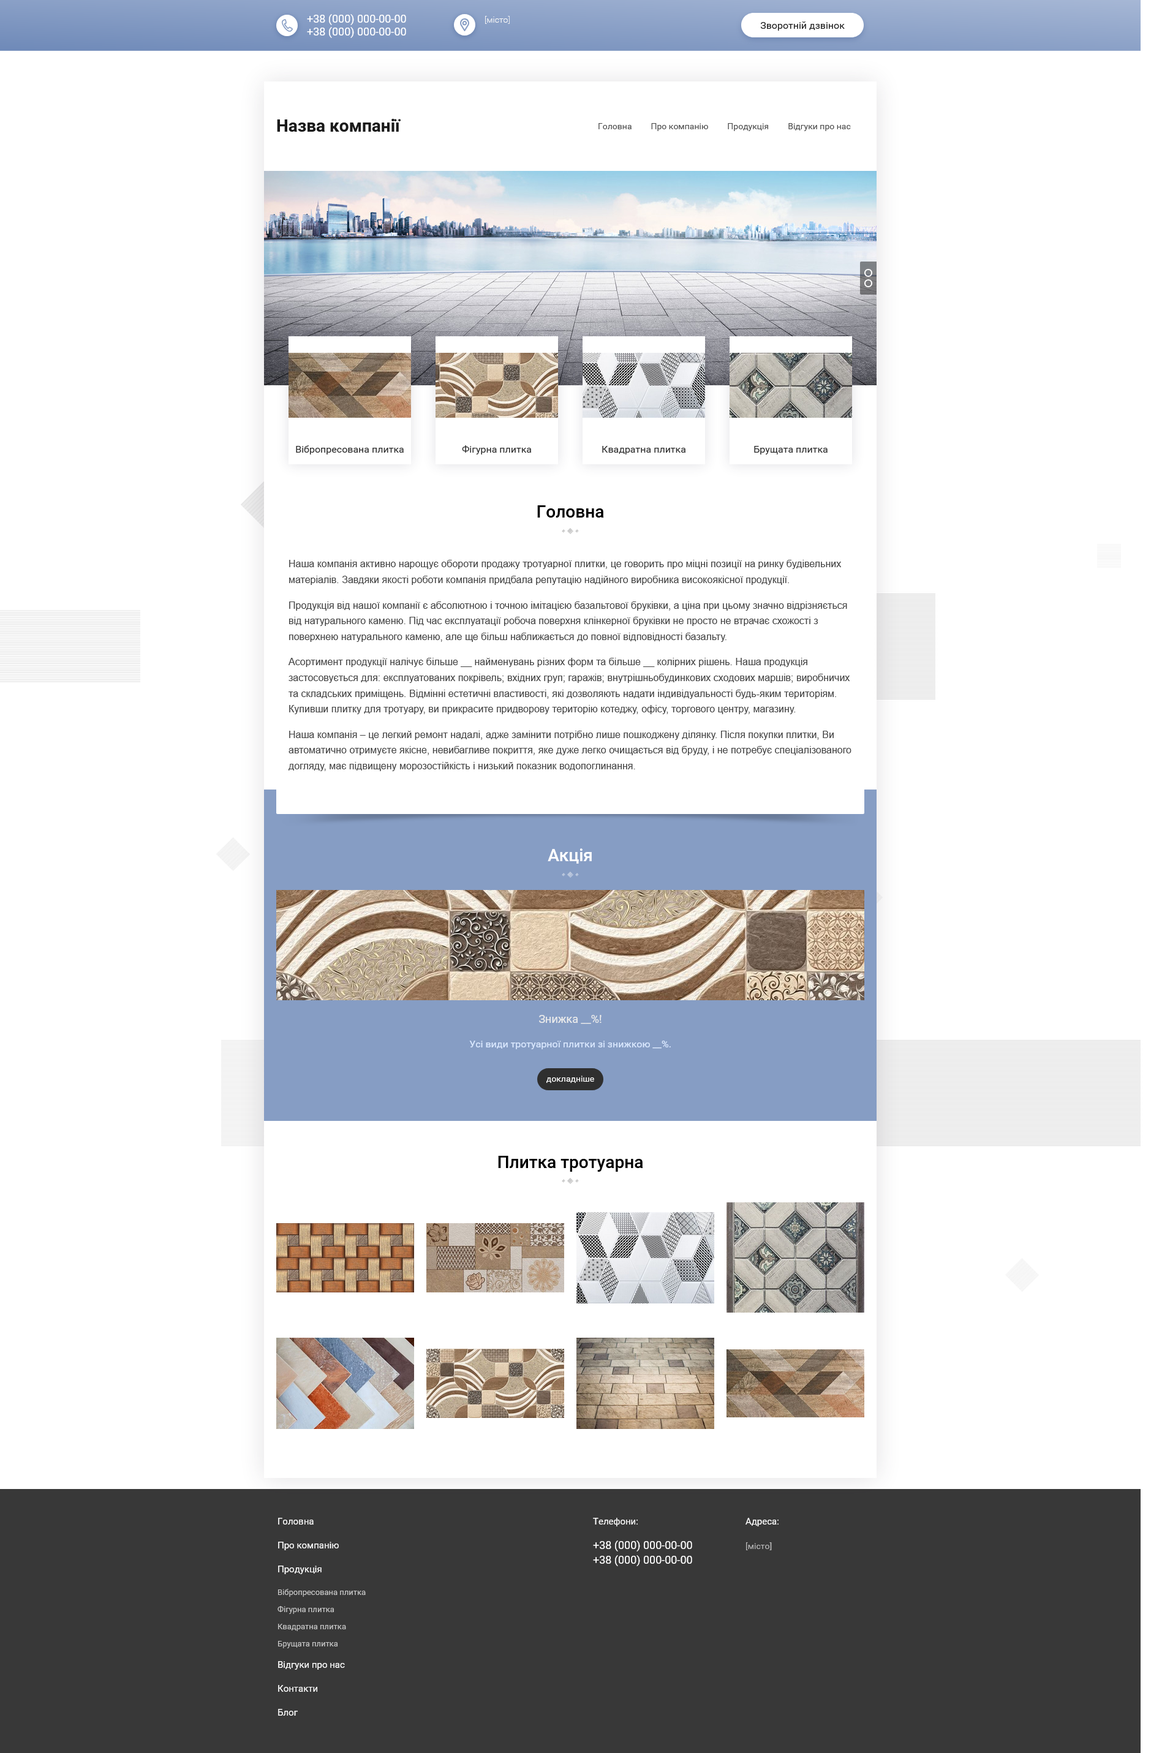 +38 (000) 000-00-00
+38 (000) 000-00-00
[місто]
Зворотній дзвінок
Назва компанії
Головна
Про компанію
Продукція
Відгуки про нас
Вібропресована плитка
Фігурна плитка
Квадратна плитка
Брущата плитка
Головна
Наша компанія активно нарощує обороти продажу тротуарної плитки, це говорить про міцні позиції на ринку будівельних
матеріалів. Завдяки якості роботи компанія придбала репутацію надійного виробника високоякісної продукції.
Продукція від нашої компанії є абсолютною і точною імітацією базальтової бруківки, а ціна при цьому значно відрізняється
від натурального каменю. Під час експлуатації робоча поверхня клінкерної бруківки не просто не втрачає схожості з
поверхнею натурального каменю, але ще більш наближається до повної відповідності базальту.
Асортимент продукції налічує більше __ найменувань різних форм та більше __ колірних рішень. Наша продукція
застосовується для: експлуатованих покрівель; вхідних груп; гаражів; внутрішньобудинкових сходових маршів; виробничих
та складських приміщень. Відмінні естетичні властивості, які дозволяють надати індивідуальності будь-яким територіям.
Купивши плитку для тротуару, ви прикрасите придворову територію котеджу, офісу, торгового центру, магазину.
Наша компанія – це легкий ремонт надалі, адже замінити потрібно лише пошкоджену ділянку. Після покупки плитки, Ви
автоматично отримуєте якісне, невибагливе покриття, яке дуже легко очищається від бруду, і не потребує спеціалізованого
догляду, має підвищену морозостійкість і низький показник водопоглинання.
Акція
Знижка __%!
Усі види тротуарної плитки зі знижкою __%.
докладніше
Плитка тротуарна
Головна
Про компанію
Продукція
Вібропресована плитка
Фігурна плитка
Квадратна плитка
Брущата плитка
Відгуки про нас
Контакти
Блог
Телефони:
+38 (000) 000-00-00
+38 (000) 000-00-00
Адреса:
[місто]